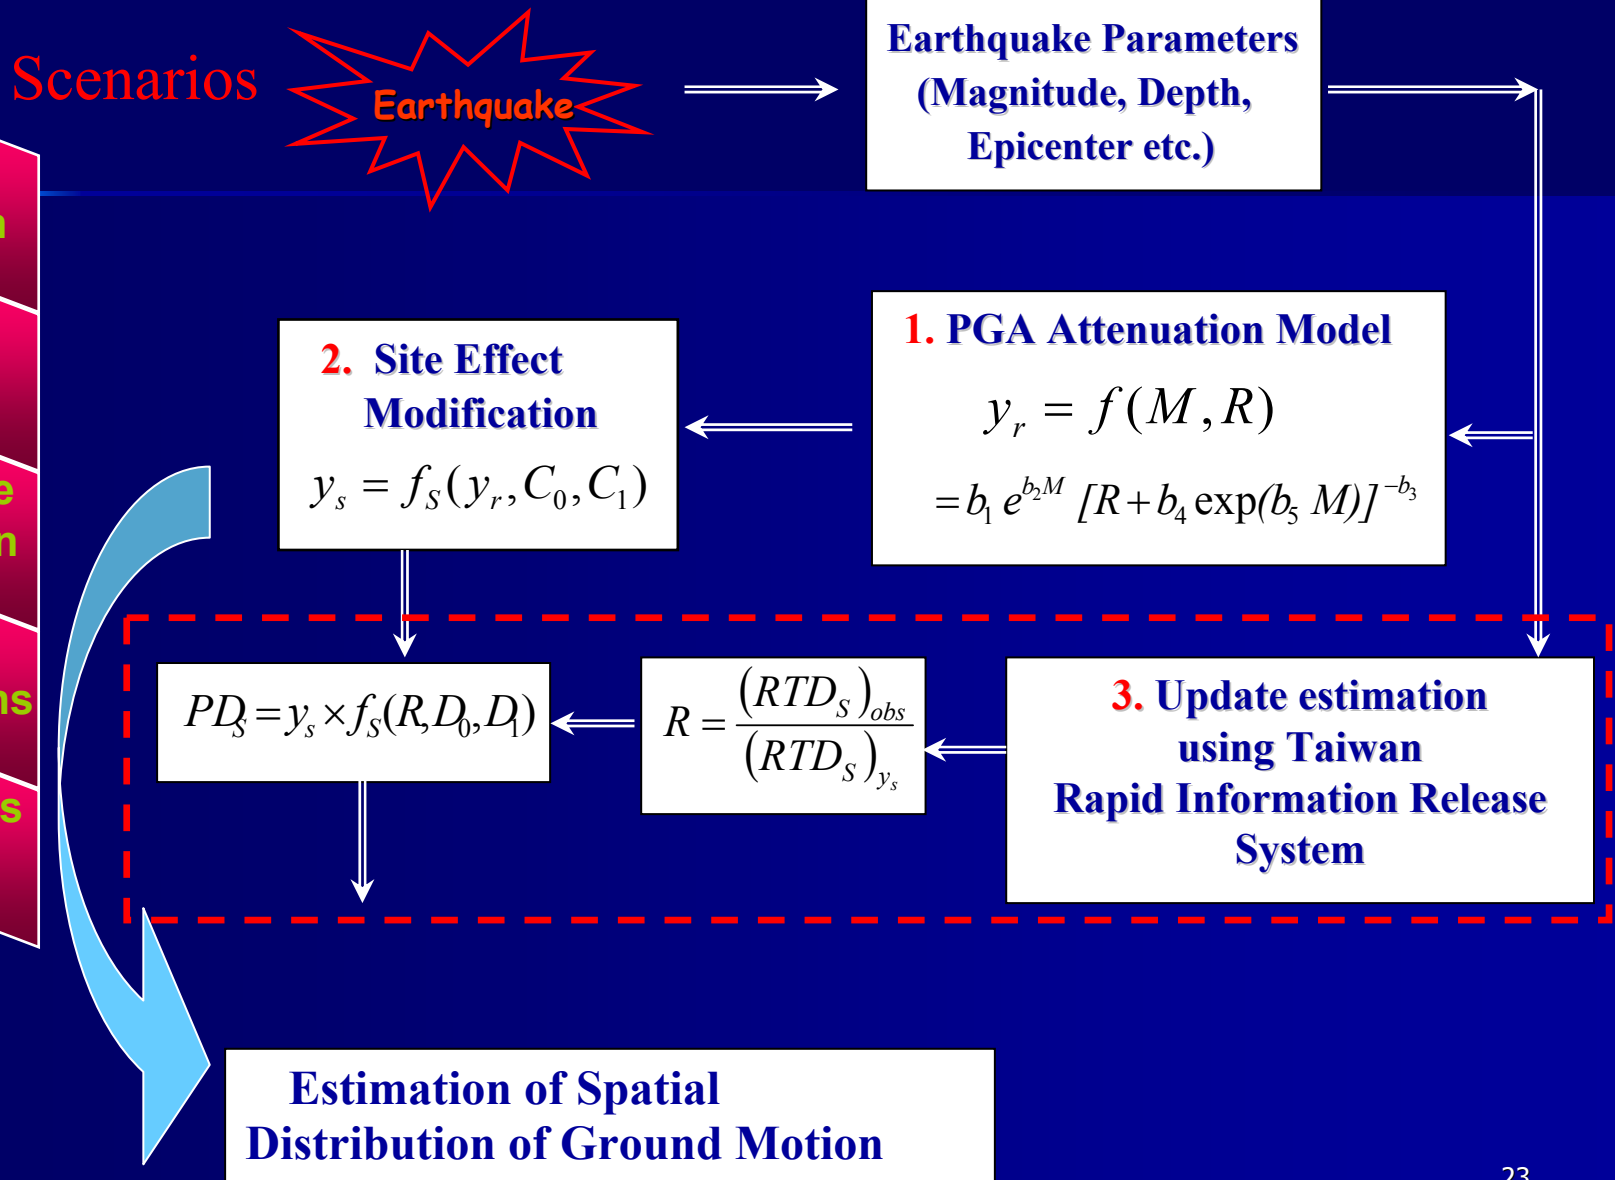 Scenarios
Earthquake
Earthquake Parameters
(Magnitude, Depth,
Epicenter etc.)
1. PGA Attenuation Model
y_r = f(M, R)
= b_1 e^{b_2 M} [R + b_4 exp(b_5 M)]^{-b_3}
2. Site Effect
Modification
y_s = f_S(y_r, C_0, C_1)
3. Update estimation
using Taiwan
Rapid Information Release
System
R = (RTD_S)_{obs} / (RTD_S)_{y_s}
PD_S = y_s × f_S(R, D_0, D_1)
Estimation of Spatial
Distribution of Ground Motion
23